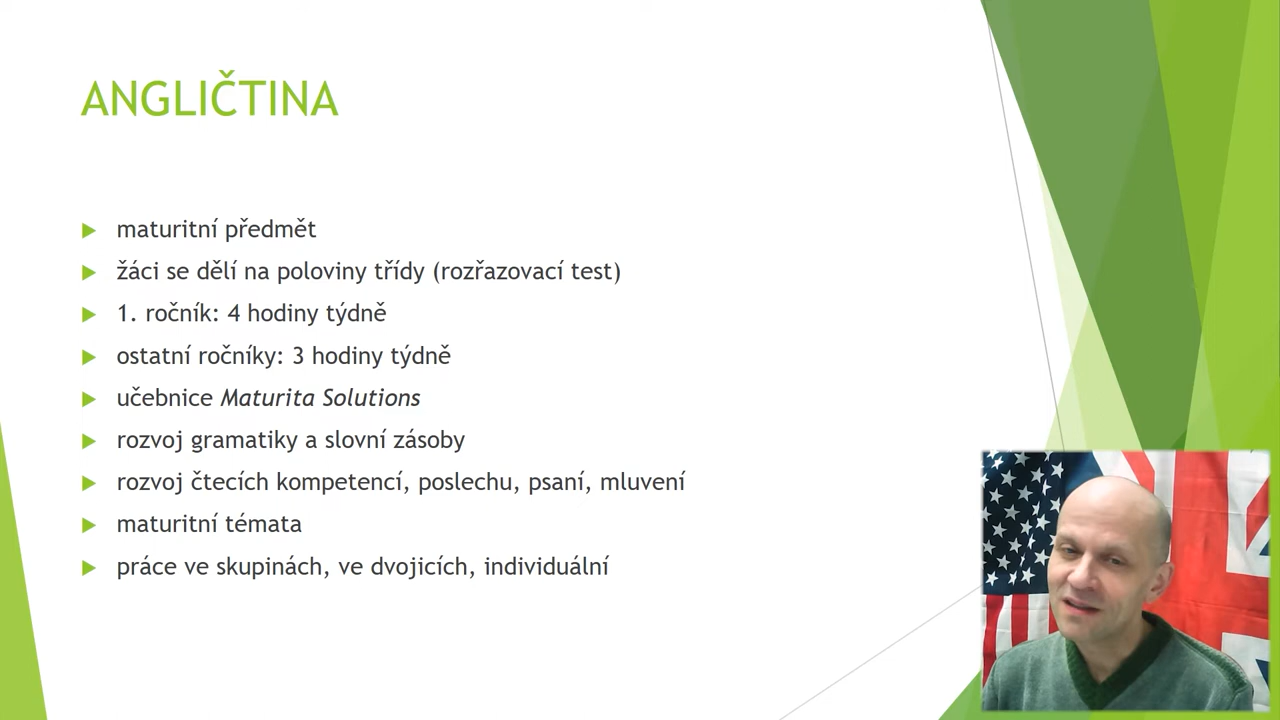 ANGLIČTINA
maturitní předmět
žáci se dělí na poloviny třídy (rozřazovací test)
1. ročník: 4 hodiny týdně
ostatní ročníky: 3 hodiny týdně
učebnice Maturita Solutions
rozvoj gramatiky a slovní zásoby
rozvoj čtecích kompetencí, poslechu, psaní, mluvení
maturitní témata
práce ve skupinách, ve dvojicích, individuální